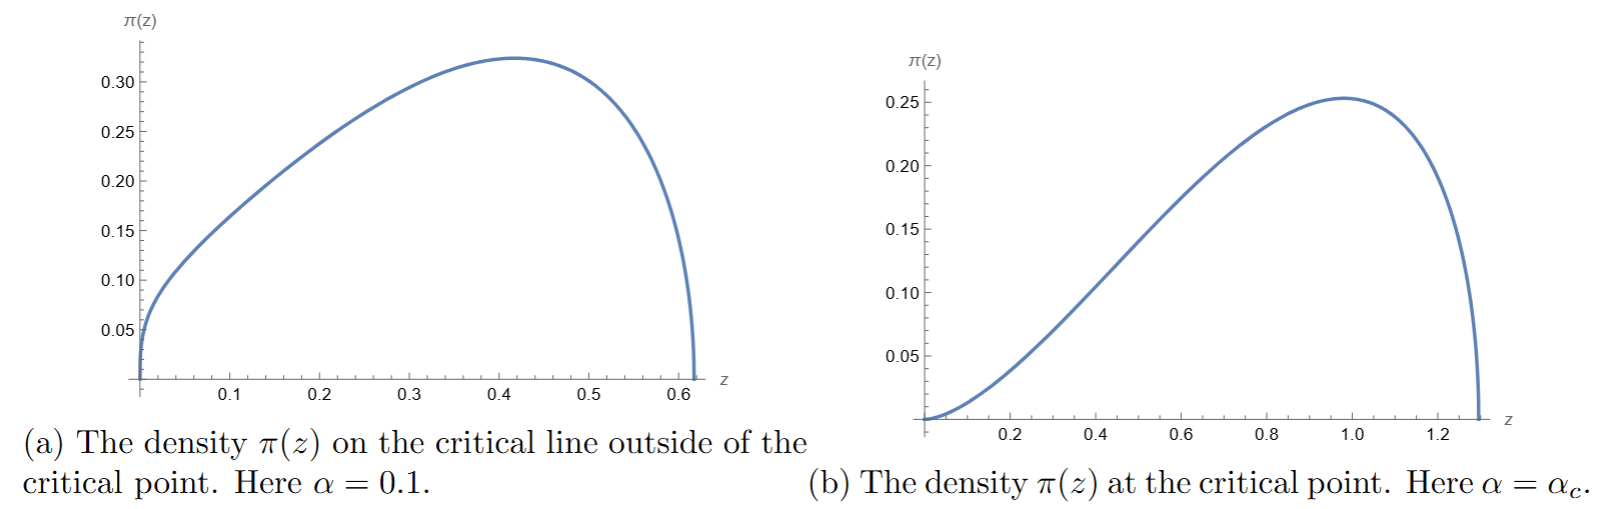 π(z)
0.30
0.25
0.20
0.15
0.10
0.05
0.1 0.2 0.3 0.4 0.5 0.6 z
(a) The density π(z) on the critical line outside of the
critical point. Here α = 0.1.
π(z)
0.25
0.20
0.15
0.10
0.05
0.2 0.4 0.6 0.8 1.0 1.2 z
(b) The density π(z) at the critical point. Here α = α_c.